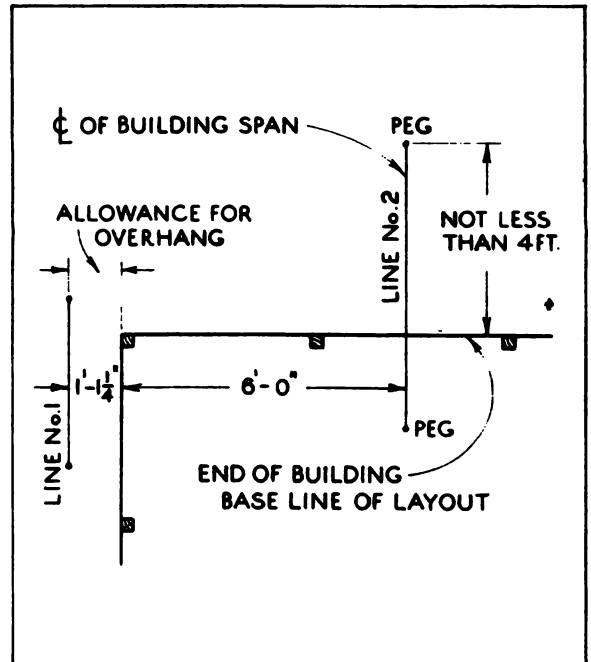 ℄ OF BUILDING SPAN
PEG
ALLOWANCE FOR
OVERHANG
LINE No.2
NOT LESS
THAN 4FT.
1'-1¼"
6'-0"
LINE No.1
PEG
END OF BUILDING
BASE LINE OF LAYOUT